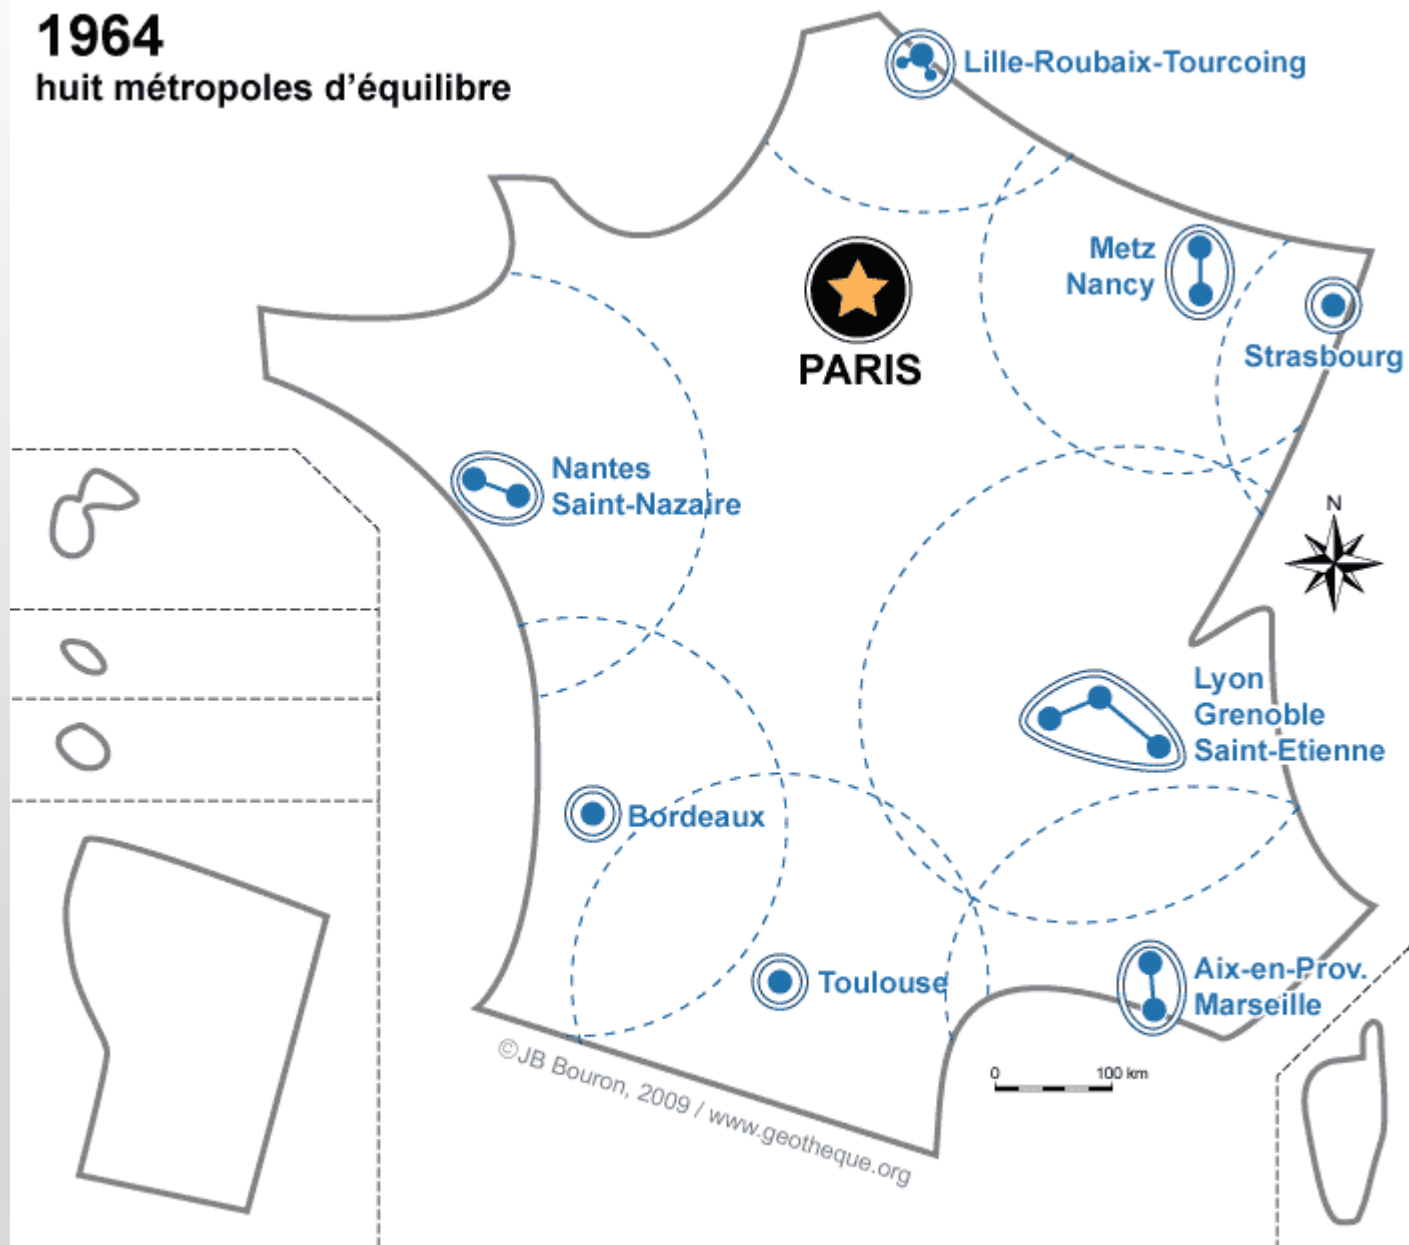 1964
huit métropoles d'équilibre
Lille-Roubaix-Tourcoing
Metz
Nancy
Strasbourg
PARIS
Nantes
Saint-Nazaire
N
Lyon
Grenoble
Saint-Etienne
Bordeaux
Toulouse
Aix-en-Prov.
Marseille
0 100 km
©JB Bouron, 2009 / www.geotheque.org